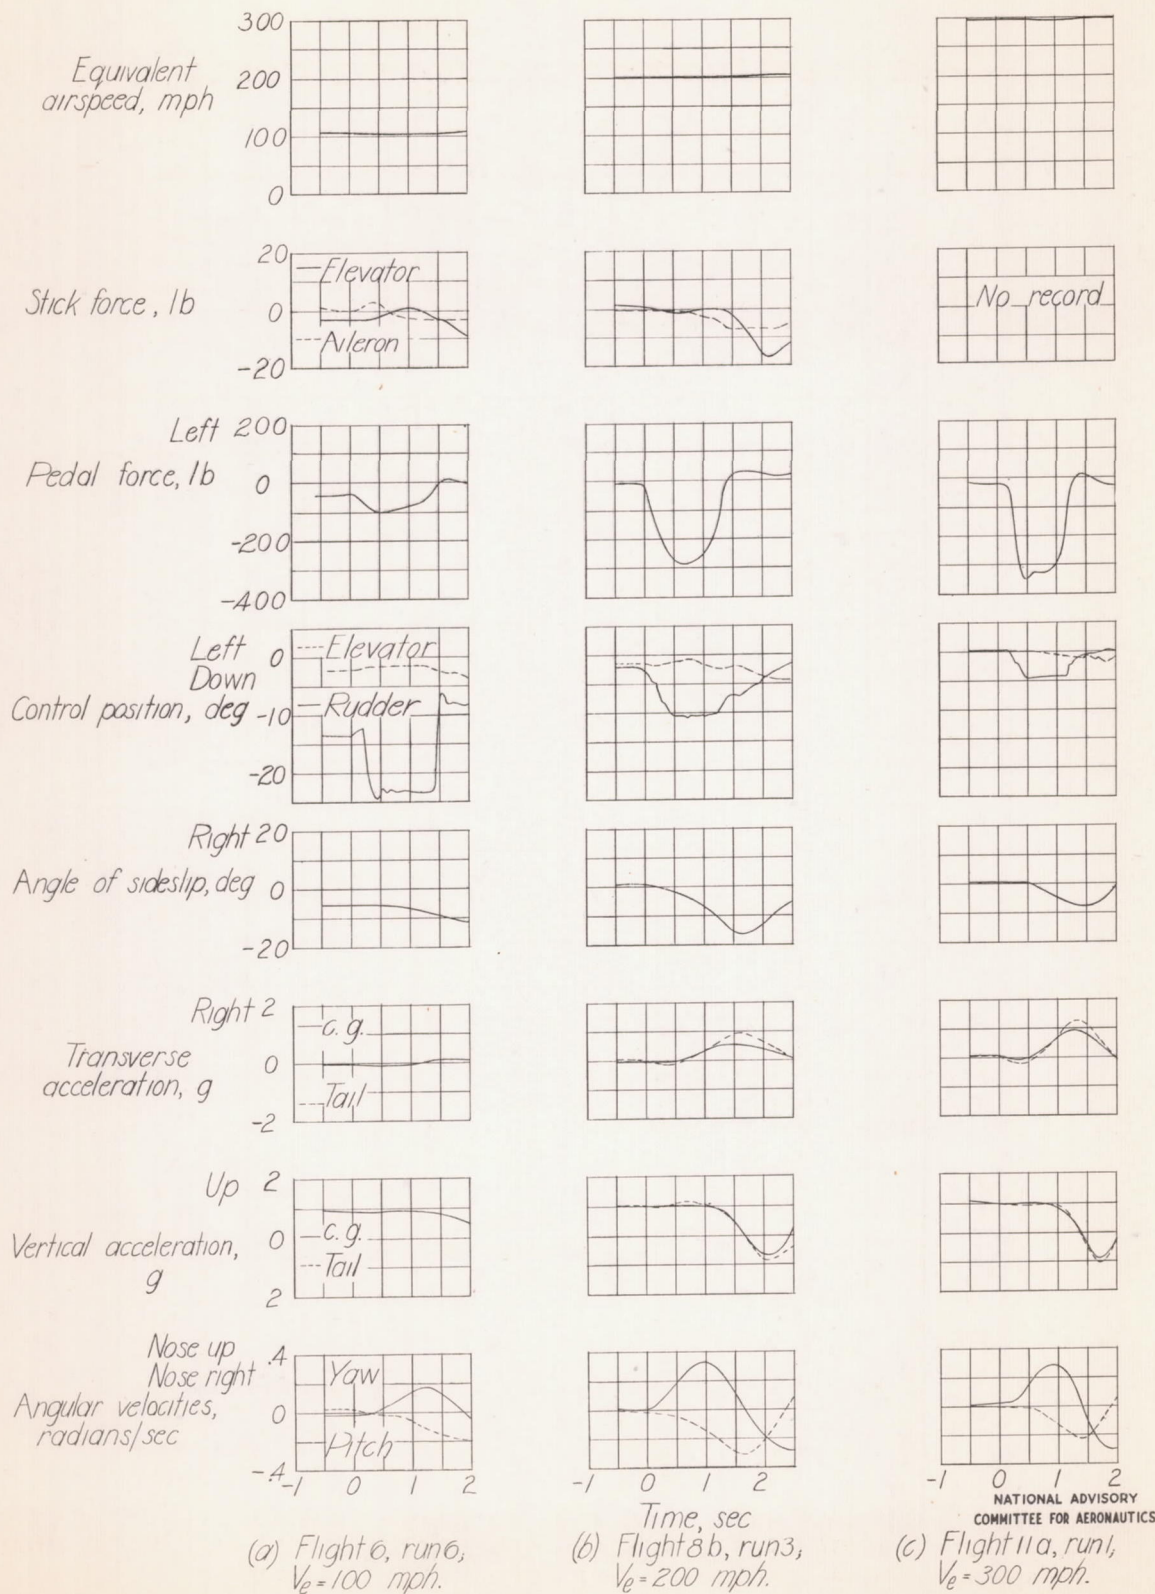 300
Equivalent
airspeed, mph
200
100
0
20
Elevator
Stick force, lb
0
No record
Aileron
-20
Left 200
Pedal force, lb
0
-200
-400
Left
Down
0
Elevator
Control position, deg
-10
Rudder
-20
Right 20
Angle of sideslip, deg 0
-20
Right 2
c.g.
Transverse
acceleration, g
0
Tail
-2
Up 2
Vertical acceleration,
g
0
c.g.
Tail
2
Nose up
Nose right
.4
Yaw
Angular velocities,
radians/sec
0
Pitch
-.4
-1 0 1 2
-1 0 1 2
-1 0 1 2
Time, sec
NATIONAL ADVISORY
COMMITTEE FOR AERONAUTICS
(a) Flight 6, run 6;
Ve = 100 mph.
(b) Flight 8b, run 3;
Ve = 200 mph.
(c) Flight 11a, run 1;
Ve = 300 mph.